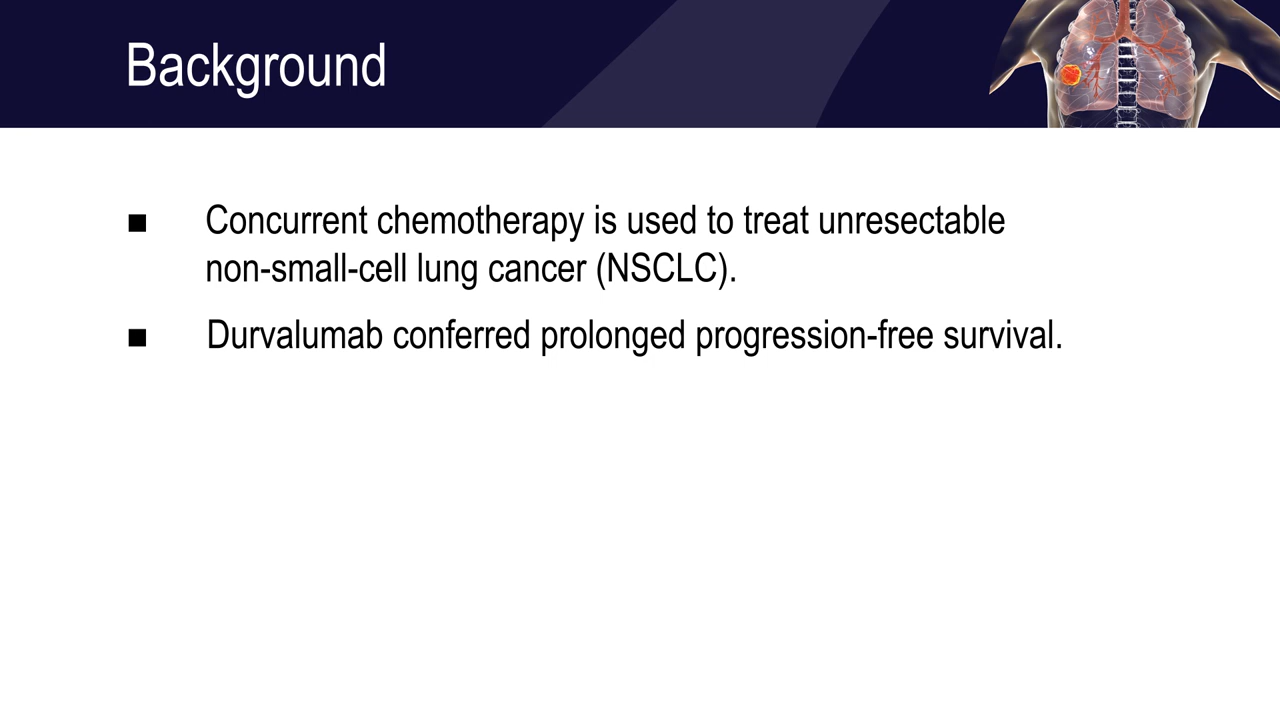 Background
■ Concurrent chemotherapy is used to treat unresectable
non-small-cell lung cancer (NSCLC).
■ Durvalumab conferred prolonged progression-free survival.